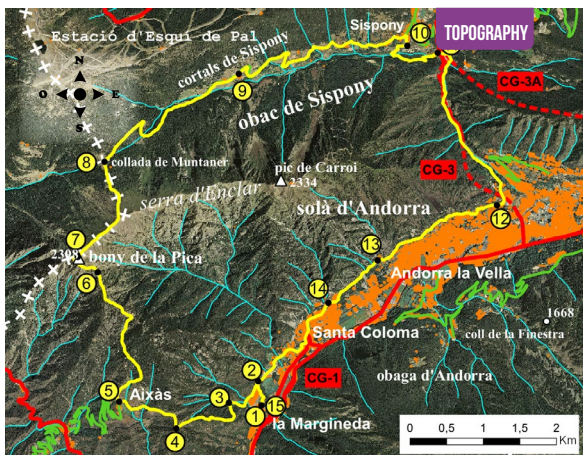 TOPOGRAPHY
Estació d'Esquí de Pal
Sispony
10
N
O E
S
cortals de Sispony
9
CG-3A
obac de Sispony
8
collada de Muntaner
pic de Carroi
2334
CG-3
serra d'Enclar
solà d'Andorra
12
7
2308
bony de la Pica
13
6
Andorra la Vella
14
1668
Santa Coloma
coll de la Finestra
2
CG-1
obaga d'Andorra
5
Aixàs
3
1
15
la Margineda
4
0 0,5 1 1,5 2
Km